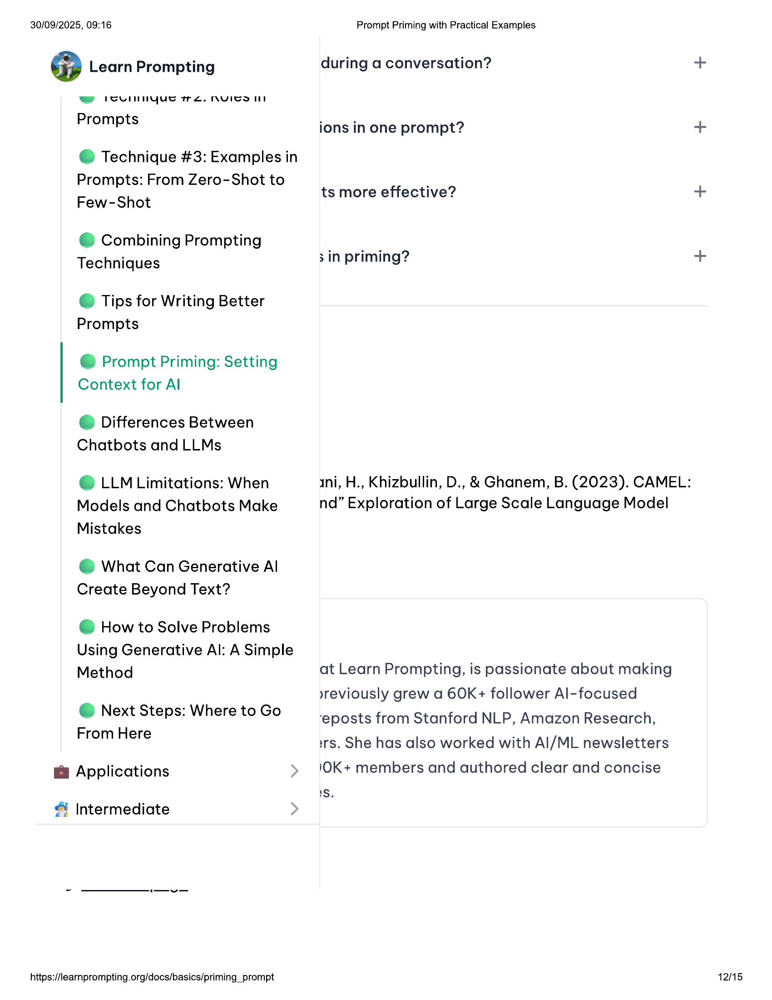 30/09/2025, 09:16
Prompt Priming with Practical Examples
Learn Prompting
Technique #2: Roles in
Prompts
Technique #3: Examples in
Prompts: From Zero-Shot to
Few-Shot
Combining Prompting
Techniques
Tips for Writing Better
Prompts
Prompt Priming: Setting
Context for AI
Differences Between
Chatbots and LLMs
LLM Limitations: When
Models and Chatbots Make
Mistakes
What Can Generative AI
Create Beyond Text?
How to Solve Problems
Using Generative AI: A Simple
Method
Next Steps: Where to Go
From Here
Applications
Intermediate
during a conversation?
ions in one prompt?
ts more effective?
s in priming?
ani, H., Khizbullin, D., & Ghanem, B. (2023). CAMEL:
nd” Exploration of Large Scale Language Model
at Learn Prompting, is passionate about making
previously grew a 60K+ follower AI-focused
reposts from Stanford NLP, Amazon Research,
ers. She has also worked with AI/ML newsletters
00K+ members and authored clear and concise
es.
https://learnprompting.org/docs/basics/priming_prompt
12/15